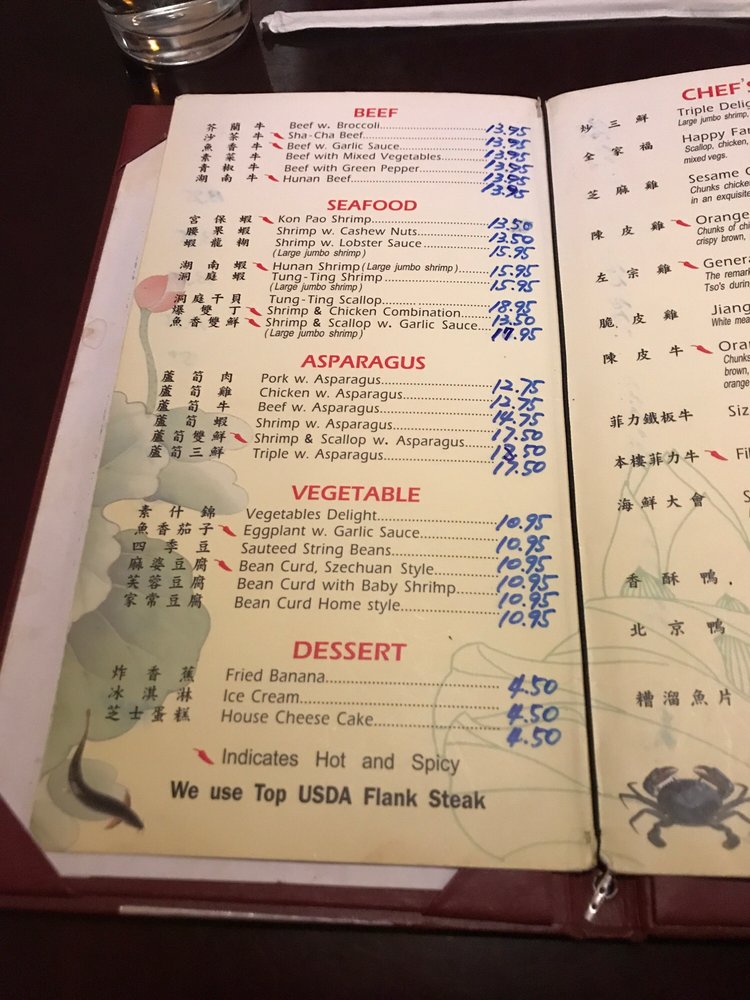 BEEF
芥蘭牛 Beef w. Broccoli 13.95
沙茶牛 Sha-Cha Beef 13.95
魚香牛 Beef w. Garlic Sauce 13.95
素菜牛 Beef with Mixed Vegetables 13.95
青椒牛 Beef with Green Pepper 13.95
湖南牛 Hunan Beef 13.95
SEAFOOD
宮保蝦 Kon Pao Shrimp 13.50
腰果蝦 Shrimp w. Cashew Nuts 13.50
蝦龍糊 Shrimp w. Lobster Sauce 15.95
(Large jumbo shrimp)
湖南蝦 Hunan Shrimp (Large jumbo shrimp) 15.95
洞庭蝦 Tung-Ting Shrimp 15.95
(Large jumbo shrimp)
洞庭干貝 Tung-Ting Scallop 18.95
爆雙丁 Shrimp & Chicken Combination 13.50
魚香雙鮮 Shrimp & Scallop w. Garlic Sauce 17.95
(Large jumbo shrimp)
ASPARAGUS
蘆筍肉 Pork w. Asparagus 12.75
蘆筍雞 Chicken w. Asparagus 12.75
蘆筍牛 Beef w. Asparagus 14.75
蘆筍蝦 Shrimp w. Asparagus 17.50
蘆筍雙鮮 Shrimp & Scallop w. Asparagus 18.50
蘆筍三鮮 Triple w. Asparagus 17.50
VEGETABLE
素什錦 Vegetables Delight 10.95
魚香茄子 Eggplant w. Garlic Sauce 10.95
四季豆 Sauteed String Beans 10.95
麻婆豆腐 Bean Curd, Szechuan Style 10.95
芙蓉豆腐 Bean Curd with Baby Shrimp 10.95
家常豆腐 Bean Curd Home style 10.95
DESSERT
炸香蕉 Fried Banana 4.50
冰淇淋 Ice Cream 4.50
芝士蛋糕 House Cheese Cake 4.50
Indicates Hot and Spicy
We use Top USDA Flank Steak
CHEF'S
炒三鮮 Triple
Large jumbo shrimp,
全家福 Happy
Scallop, chicken,
mixed vegs.
芝麻雞 Sesame
Chunks
in an exquisite
陳皮雞 Orange
Chunks of
crispy brown,
左宗雞
The
Tso's
脆皮雞
White
陳皮牛
Chunks
brown,
orange
菲力鐵板牛
本樓菲力牛
海鮮大會
香酥鴨
北京鴨
糟溜魚片